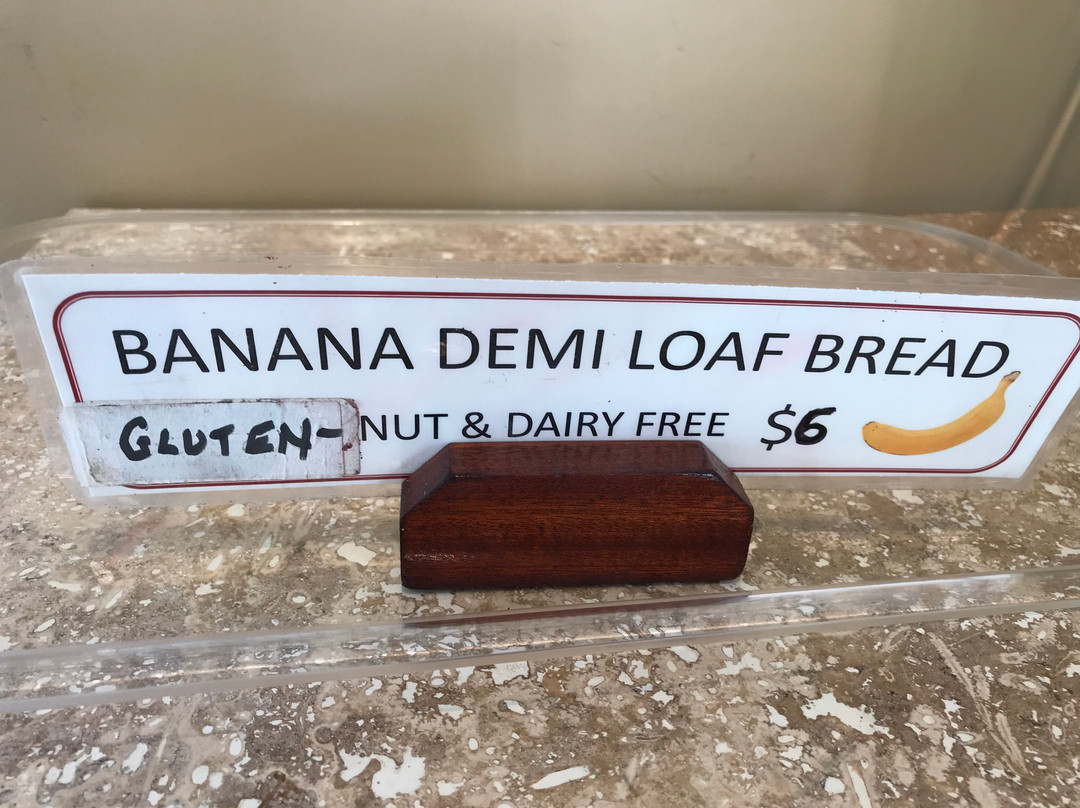 BANANA DEMI LOAF BREAD
GLUTEN- NUT & DAIRY FREE $6